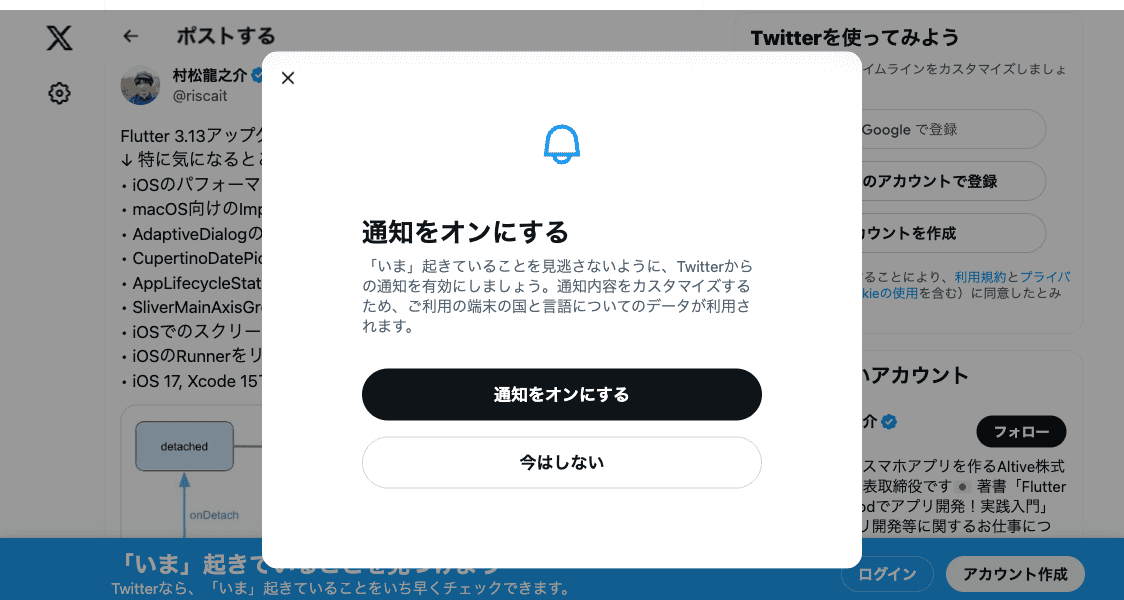 ポストする
村松龍之介
@riscait
Flutter 3.13アップ
↓ 特に気になると
• iOSのパフォーマ
• macOS向けのImp
• AdaptiveDialogの
• CupertinoDatePic
• AppLifecycleStat
• SliverMainAxisGr
• iOSでのスクリー
• iOSのRunnerをリ
• iOS 17, Xcode 15
detached
onDetach
通知をオンにする
「いま」起きていることを見逃さないように、Twitterから
の通知を有効にしましょう。通知内容をカスタマイズする
ため、ご利用の端末の国と言語についてのデータが利用さ
れます。
通知をオンにする
今はしない
Twitterを使ってみよう
イムラインをカスタマイズしましょ
Google で登録
のアカウントで登録
カウントを作成
ることにより、利用規約とプライバ
kieの使用を含む）に同意したとみ
いアカウント
介
フォロー
スマホアプリを作るAltive株式
表取締役です 著書「Flutter
odでアプリ開発！実践入門」
リ開発等に関するお仕事につ
「いま」起きていることを見つけよう
Twitterなら、「いま」起きていることをいち早くチェックできます。
ログイン
アカウント作成